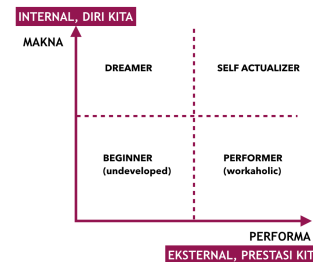 INTERNAL, DIRI KITA
MAKNA
DREAMER
SELF ACTUALIZER
BEGINNER
(undeveloped)
PERFORMER
(workaholic)
PERFORMA
EKSTERNAL, PRESTASI KIT